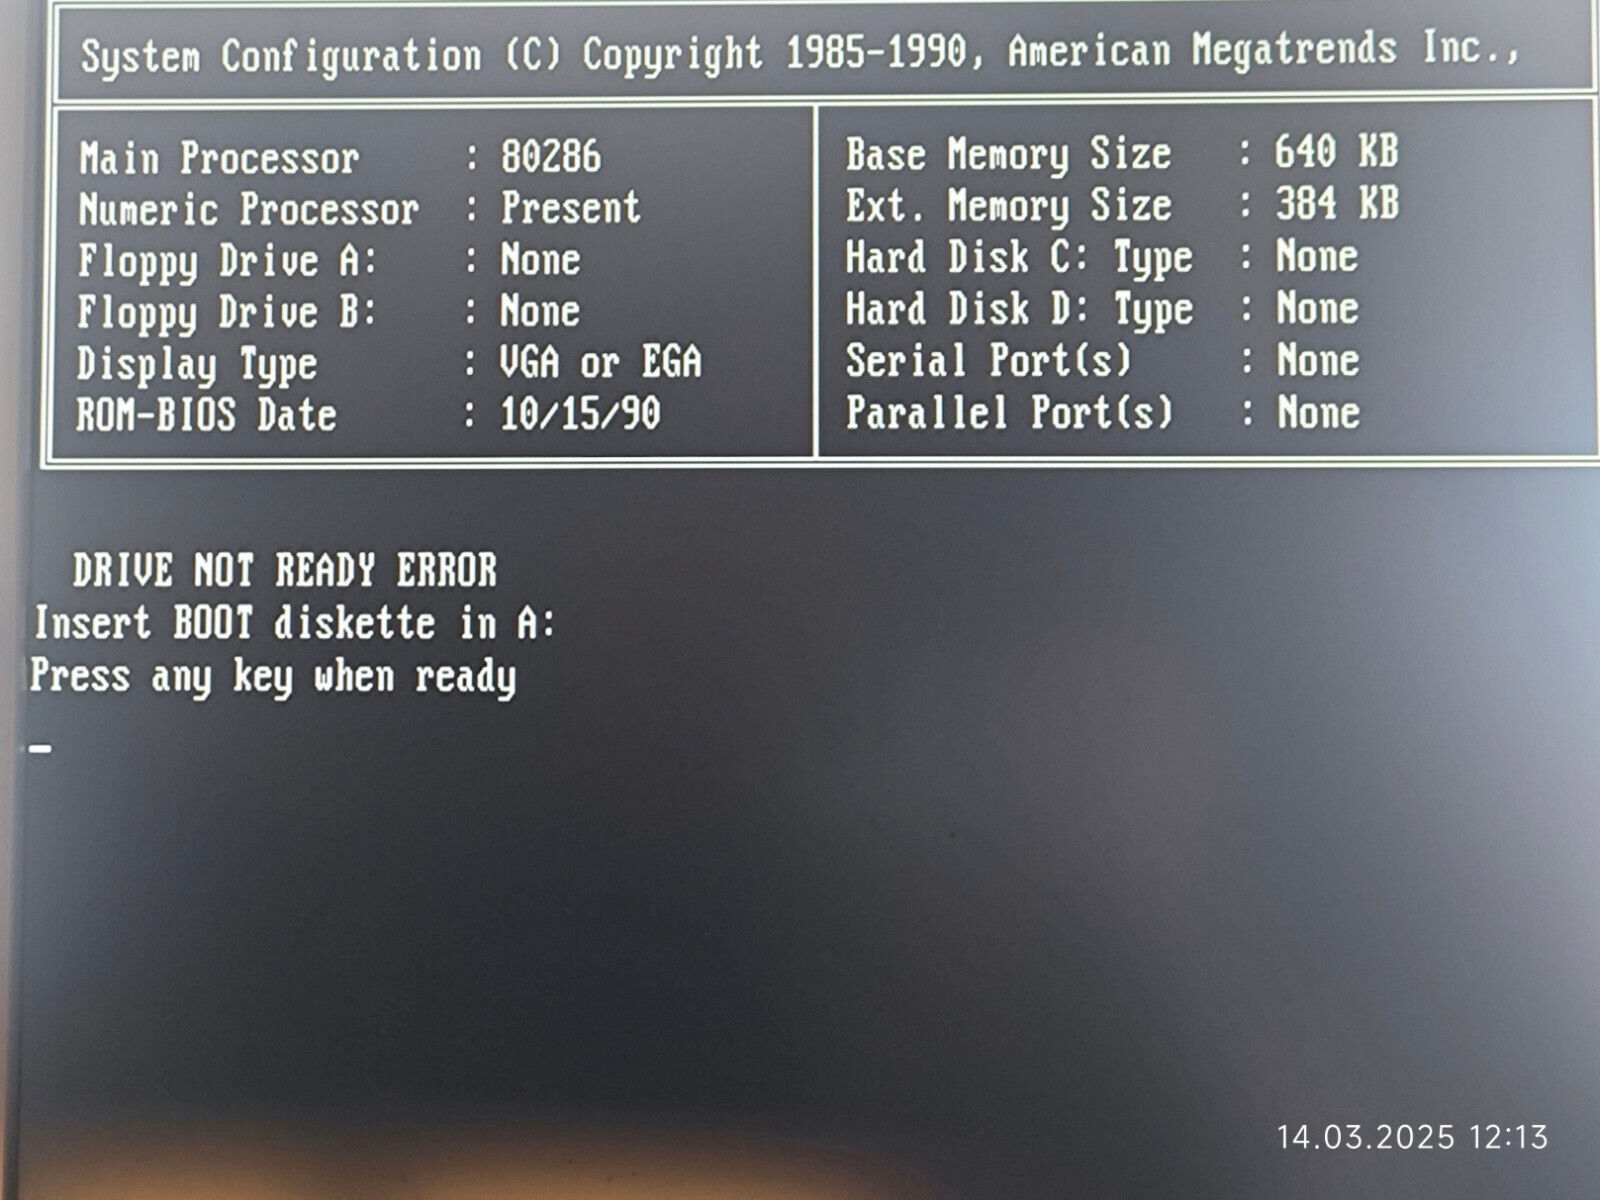 System Configuration (C) Copyright 1985-1990, American Megatrends Inc.,
Main Processor : 80286
Numeric Processor : Present
Floppy Drive A: : None
Floppy Drive B: : None
Display Type : VGA or EGA
ROM-BIOS Date : 10/15/90
Base Memory Size : 640 KB
Ext. Memory Size : 384 KB
Hard Disk C: Type : None
Hard Disk D: Type : None
Serial Port(s) : None
Parallel Port(s) : None
DRIVE NOT READY ERROR
Insert BOOT diskette in A:
Press any key when ready
14.03.2025 12:13